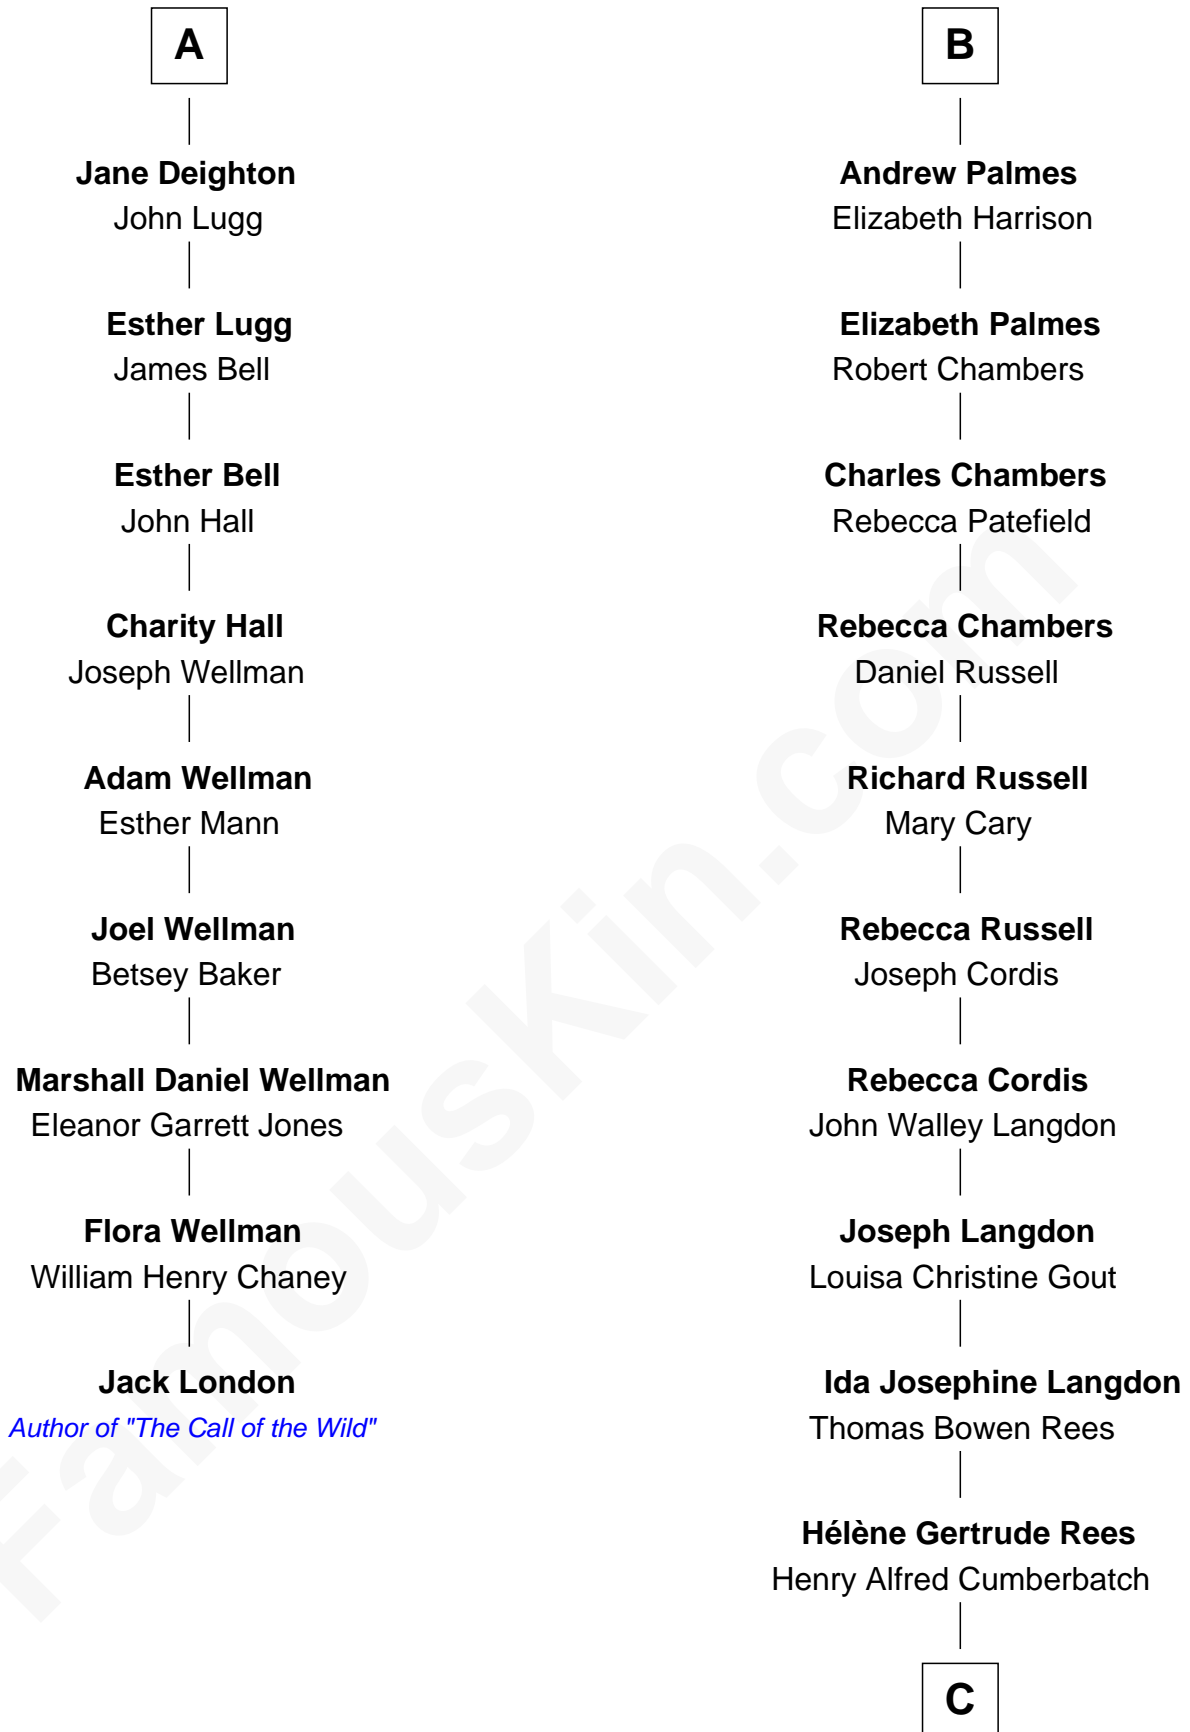 A
Jane Deighton
John Lugg
Esther Lugg
James Bell
Esther Bell
John Hall
Charity Hall
Joseph Wellman
Adam Wellman
Esther Mann
Joel Wellman
Betsey Baker
Marshall Daniel Wellman
Eleanor Garrett Jones
Flora Wellman
William Henry Chaney
Jack London
Author of "The Call of the Wild"
B
Andrew Palmes
Elizabeth Harrison
Elizabeth Palmes
Robert Chambers
Charles Chambers
Rebecca Patefield
Rebecca Chambers
Daniel Russell
Richard Russell
Mary Cary
Rebecca Russell
Joseph Cordis
Rebecca Cordis
John Walley Langdon
Joseph Langdon
Louisa Christine Gout
Ida Josephine Langdon
Thomas Bowen Rees
Hélène Gertrude Rees
Henry Alfred Cumberbatch
C
FamousKin.com